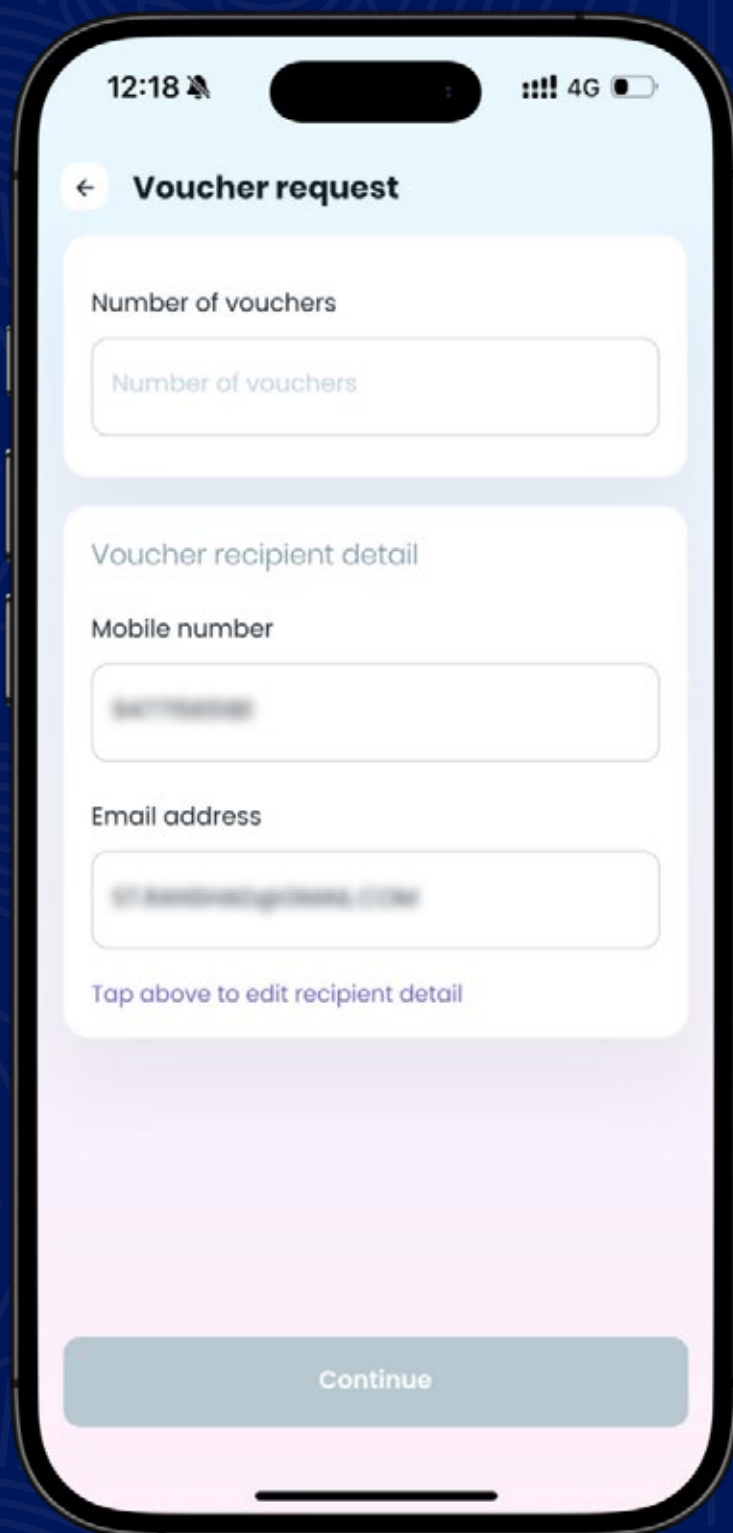 12:18 4G
Voucher request
Number of vouchers
Number of vouchers
Voucher recipient detail
Mobile number
Email address
Tap above to edit recipient detail
Continue